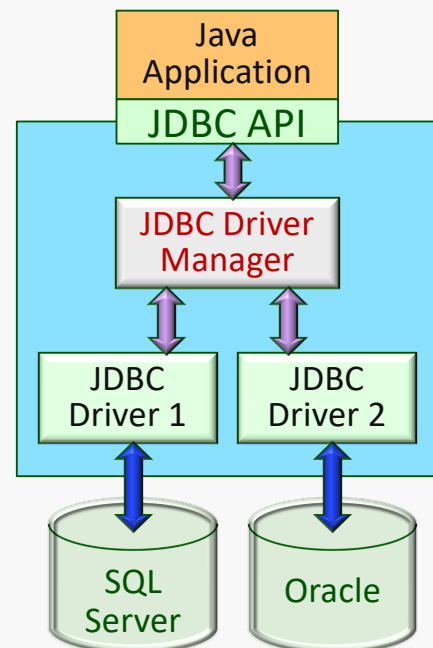 Java
Application
JDBC API
JDBC Driver
Manager
JDBC
Driver 1
JDBC
Driver 2
SQL
Server
Oracle